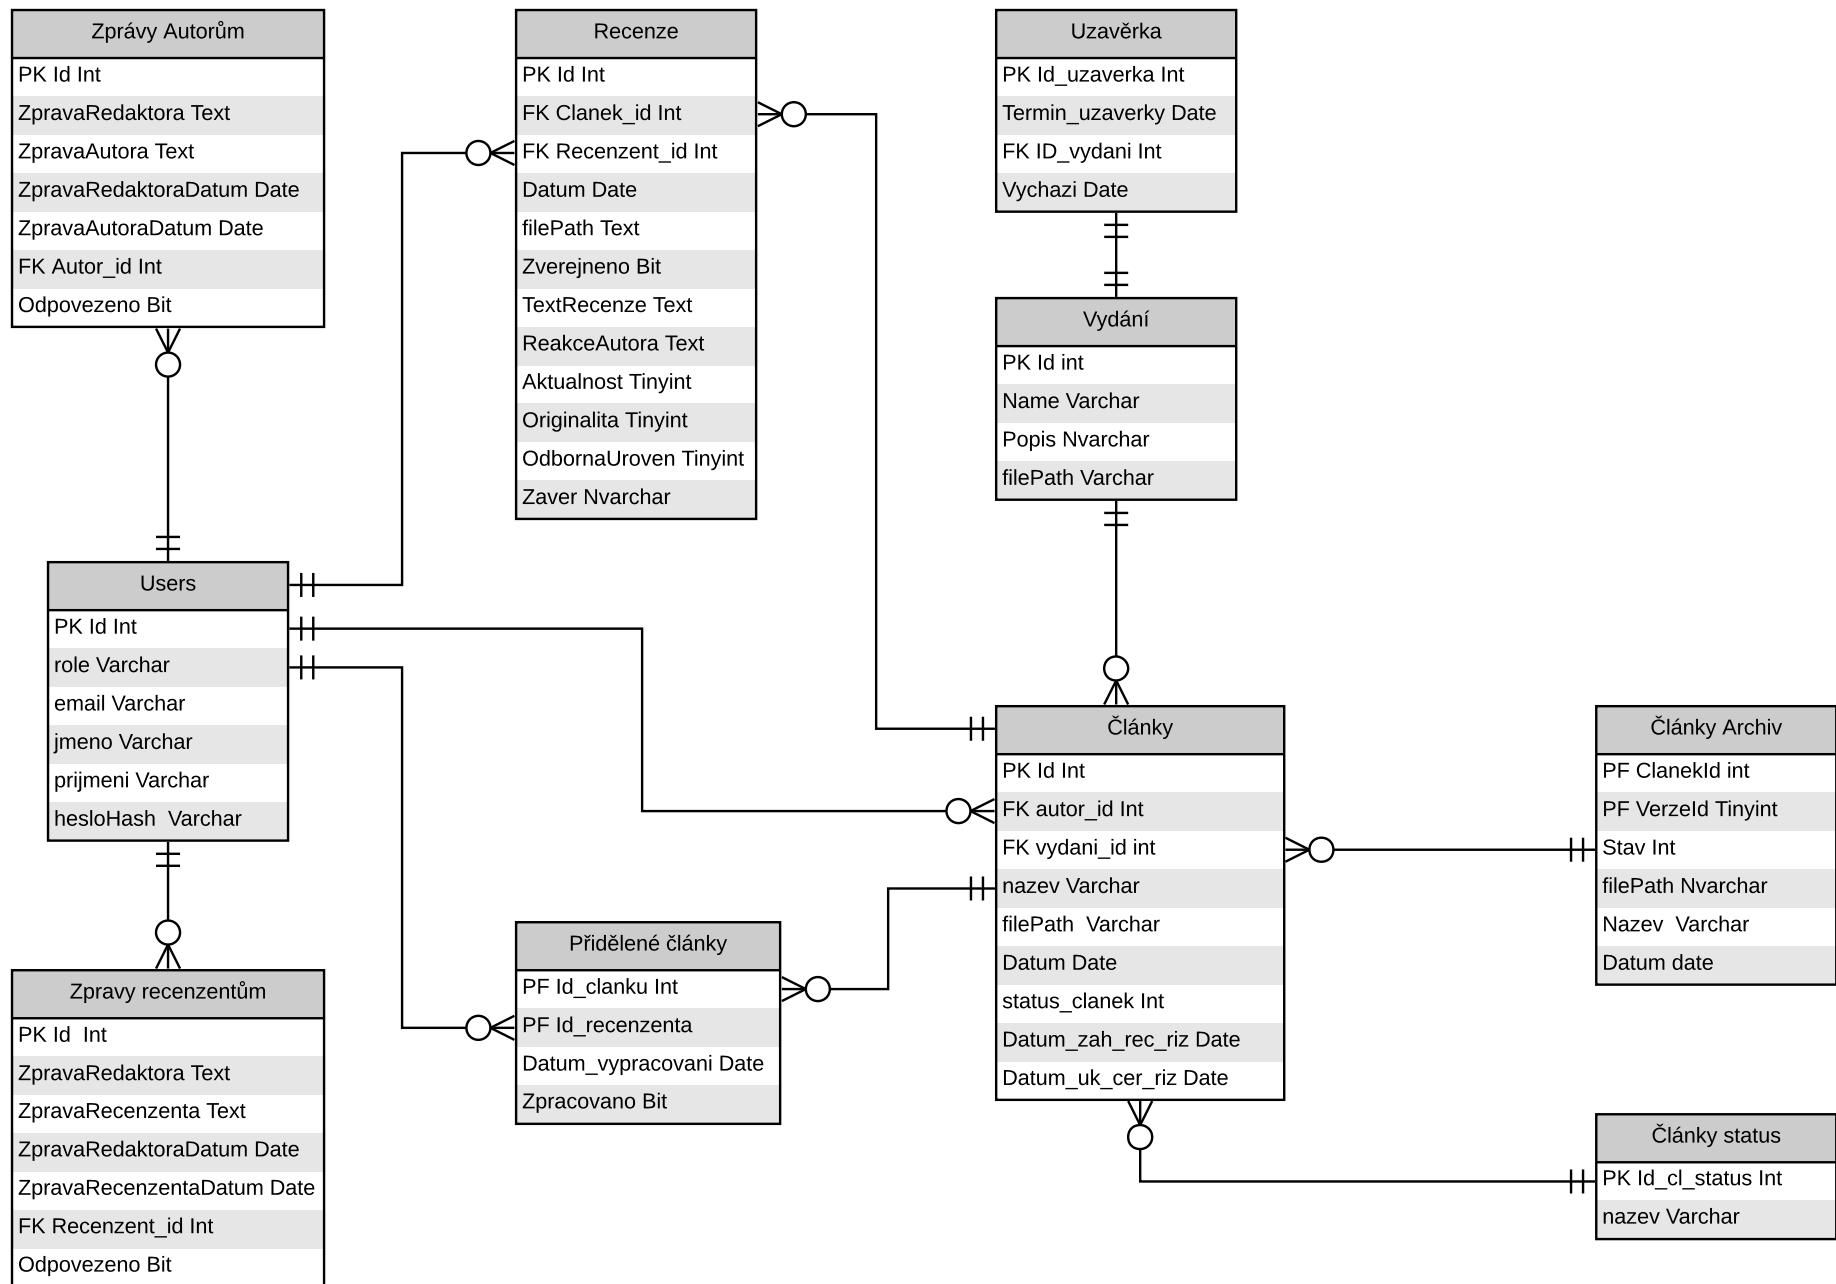 Zprávy Autorům
PK Id Int
ZpravaRedaktora Text
ZpravaAutora Text
ZpravaRedaktoraDatum Date
ZpravaAutoraDatum Date
FK Autor_id Int
Odpovezeno Bit
Recenze
PK Id Int
FK Clanek_id Int
FK Recenzent_id Int
Datum Date
filePath Text
Zverejneno Bit
TextRecenze Text
ReakceAutora Text
Aktualnost Tinyint
Originalita Tinyint
OdbornaUroven Tinyint
Zaver Nvarchar
Uzavěrka
PK Id_uzaverka Int
Termin_uzaverky Date
FK ID_vydani Int
Vychazi Date
Vydání
PK Id int
Name Varchar
Popis Nvarchar
filePath Varchar
Users
PK Id Int
role Varchar
email Varchar
jmeno Varchar
prijmeni Varchar
hesloHash  Varchar
Články
PK Id Int
FK autor_id Int
FK vydani_id int
nazev Varchar
filePath  Varchar
Datum Date
status_clanek Int
Datum_zah_rec_riz Date
Datum_uk_cer_riz Date
Články Archiv
PF ClanekId int
PF VerzeId Tinyint
Stav Int
filePath Nvarchar
Nazev  Varchar
Datum date
Přidělené články
PF Id_clanku Int
PF Id_recenzenta
Datum_vypracovani Date
Zpracovano Bit
Zpravy recenzentům
PK Id  Int
ZpravaRedaktora Text
ZpravaRecenzenta Text
ZpravaRedaktoraDatum Date
ZpravaRecenzentaDatum Date
FK Recenzent_id Int
Odpovezeno Bit
Články status
PK Id_cl_status Int
nazev Varchar